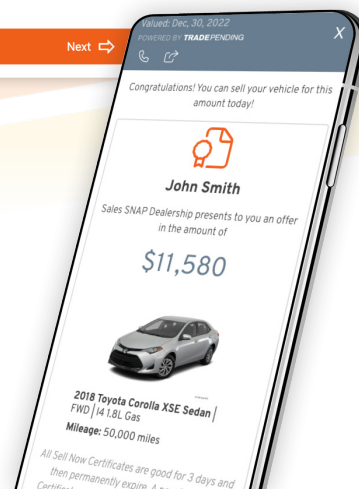 Next
Valued: Dec, 30, 2022
POWERED BY TRADEPENDING
X
Congratulations! You can sell your vehicle for this
amount today!
John Smith
Sales SNAP Dealership presents to you an offer
in the amount of
$11,580
2018 Toyota Corolla XSE Sedan |
FWD | I4 1.8L Gas
Mileage: 50,000 miles
All Sell Now Certificates are good for 3 days and
then permanently expire.